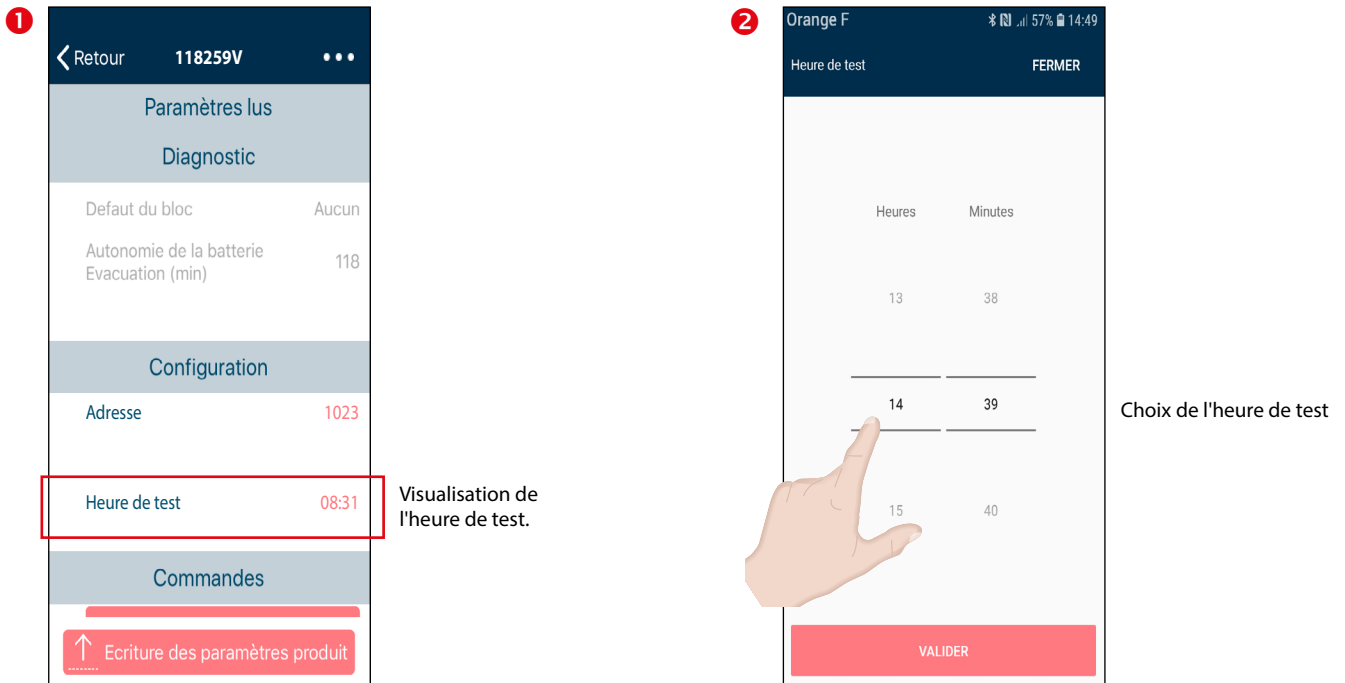 1
Retour 118259V •••
Paramètres lus
Diagnostic
Defaut du bloc Aucun
Autonomie de la batterie
Evacuation (min) 118
Configuration
Adresse 1023
Heure de test 08:31
Commandes
Ecriture des paramètres produit
Visualisation de
l'heure de test.
2
Orange F 57% 14:49
Heure de test FERMER
Heures Minutes
13 38
14 39
15 40
VALIDER
Choix de l'heure de test